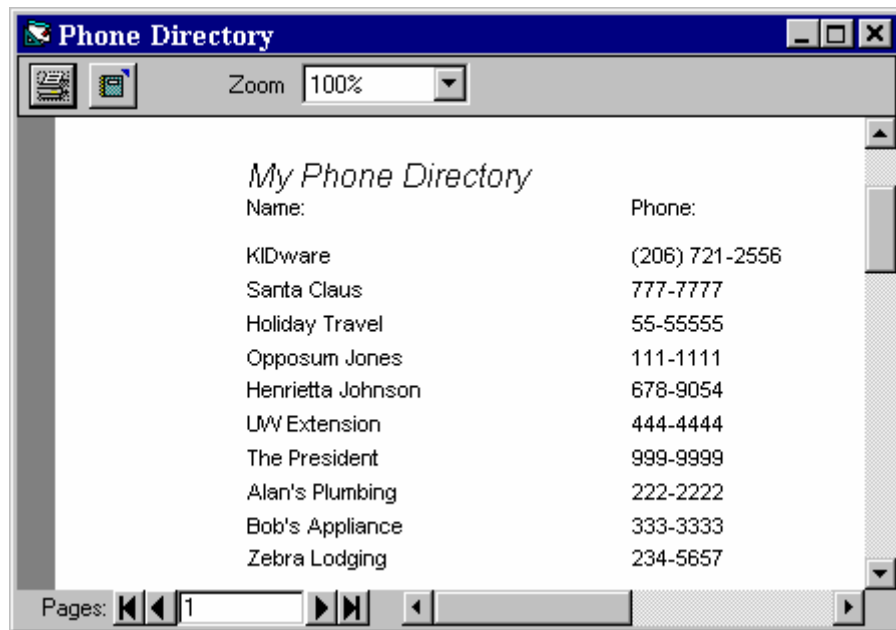 Phone Directory
Zoom 100%
My Phone Directory
Name: Phone:
KIDware (206) 721-2556
Santa Claus 777-7777
Holiday Travel 55-55555
Opposum Jones 111-1111
Henrietta Johnson 678-9054
UW Extension 444-4444
The President 999-9999
Alan's Plumbing 222-2222
Bob's Appliance 333-3333
Zebra Lodging 234-5657
Pages: 1